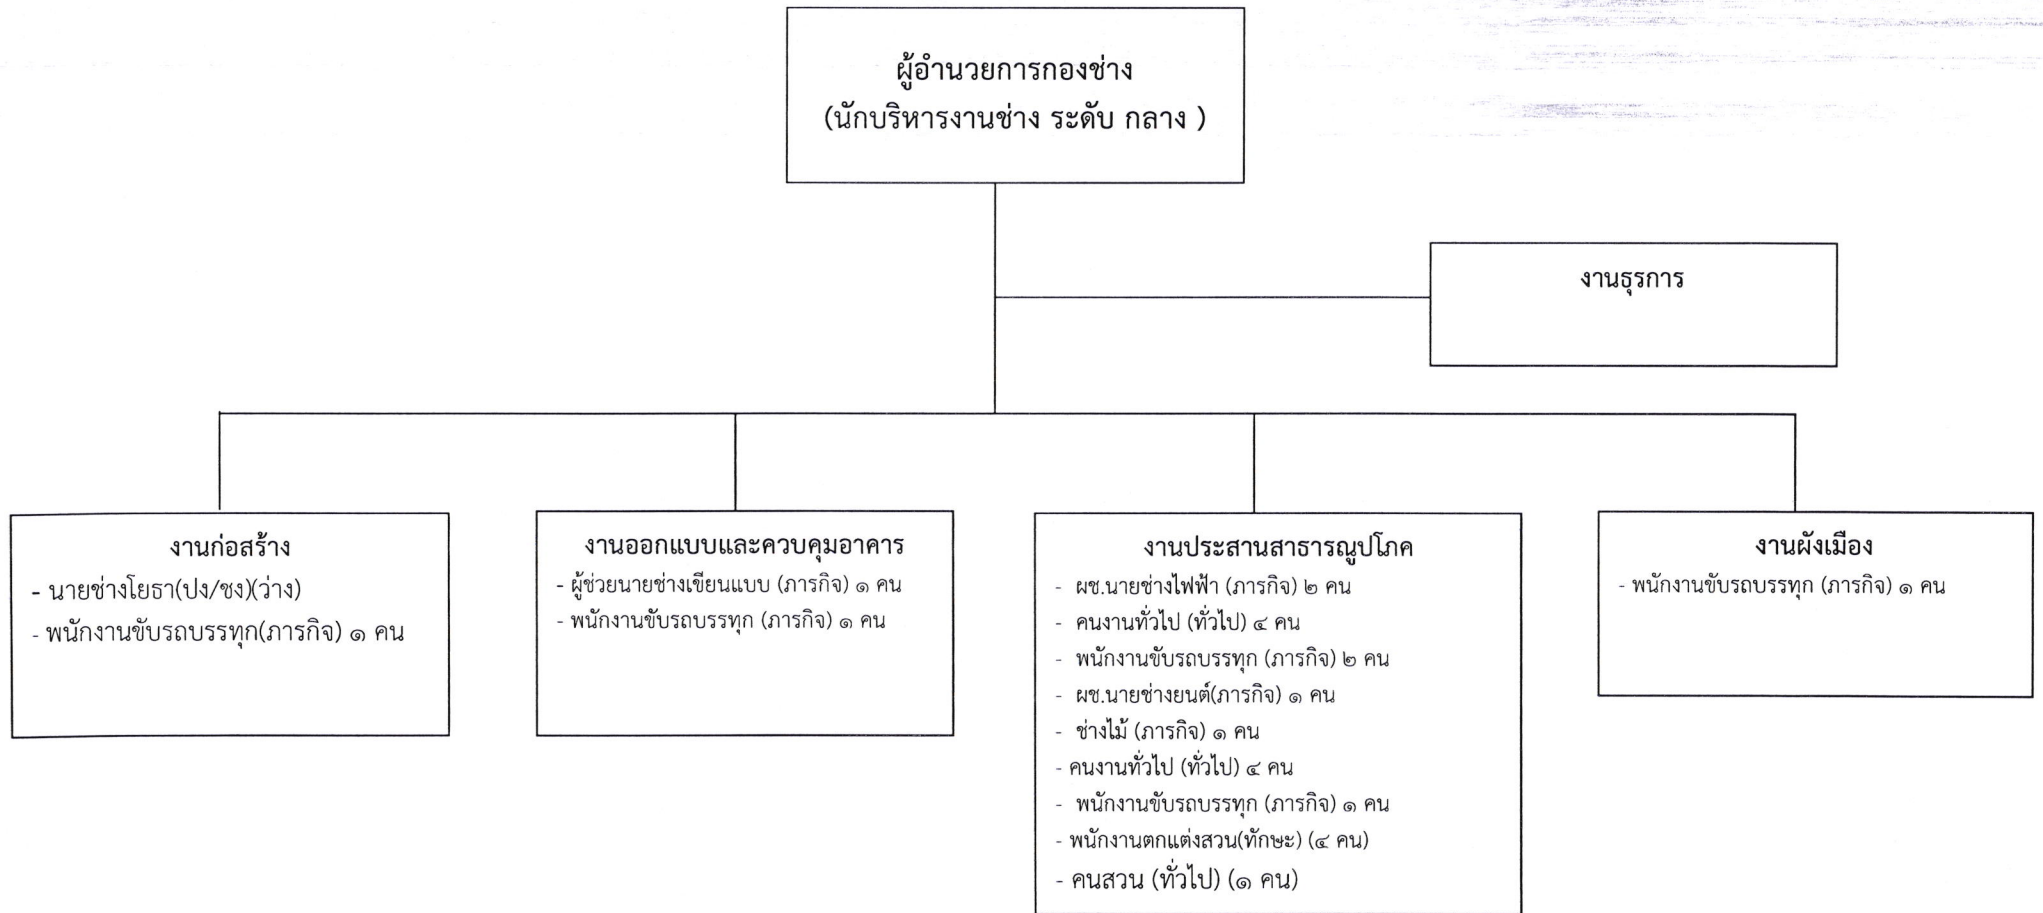 ผู้อำนวยการกองช่าง
(นักบริหารงานช่าง ระดับ กลาง )
งานธุรการ
งานก่อสร้าง
- นายช่างโยธา(ปง/ชง)(ว่าง)
- พนักงานขับรถบรรทุก(ภารกิจ) ๑ คน
งานออกแบบและควบคุมอาคาร
- ผู้ช่วยนายช่างเขียนแบบ (ภารกิจ) ๑ คน
- พนักงานขับรถบรรทุก (ภารกิจ) ๑ คน
งานประสานสาธารณูปโภค
- ผช.นายช่างไฟฟ้า (ภารกิจ) ๒ คน
- คนงานทั่วไป (ทั่วไป) ๔ คน
- พนักงานขับรถบรรทุก (ภารกิจ) ๒ คน
- ผช.นายช่างยนต์(ภารกิจ) ๑ คน
- ช่างไม้ (ภารกิจ) ๑ คน
- คนงานทั่วไป (ทั่วไป) ๔ คน
- พนักงานขับรถบรรทุก (ภารกิจ) ๑ คน
- พนักงานตกแต่งสวน(ทักษะ) (๔ คน)
- คนสวน (ทั่วไป) (๑ คน)
งานผังเมือง
- พนักงานขับรถบรรทุก (ภารกิจ) ๑ คน